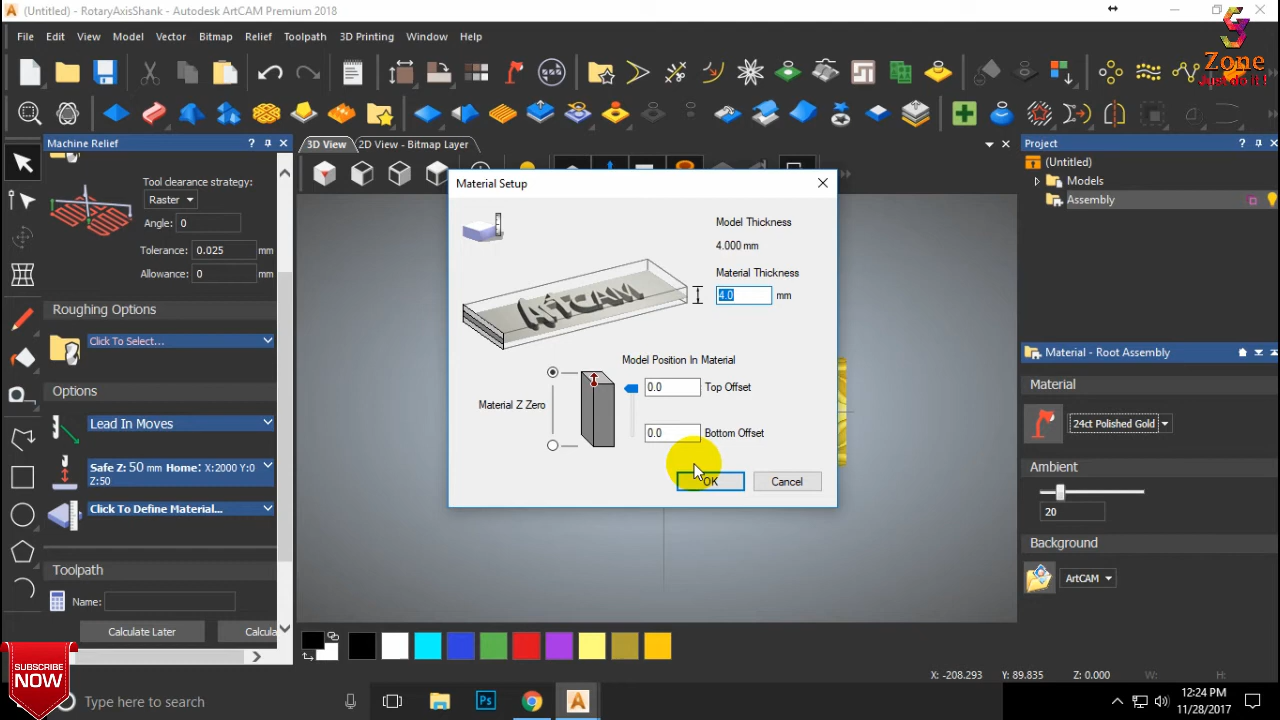 (Untitled) - RotaryAxisShank - Autodesk ArtCAM Premium 2018
File Edit View Model Vector Bitmap Relief Toolpath 3D Printing Window Help
Zone
Just do it !
Machine Relief
3D View
2D View - Bitmap Layer
Project
Tool clearance strategy:
Raster
Angle: 0
Tolerance: 0.025 mm
Allowance: 0 mm
Roughing Options
Click To Select...
Options
Lead In Moves
Safe Z: 50 mm Home: X:2000 Y:0
Z:50
Click To Define Material...
Toolpath
Name:
Calculate Later
Calcula
Material Setup
Model Thickness
4.000 mm
Material Thickness
4.0 mm
ArtCAM
Model Position In Material
0.0 Top Offset
Material Z Zero
0.0 Bottom Offset
OK
Cancel
(Untitled)
Models
Assembly
Material - Root Assembly
Material
24ct Polished Gold
Ambient
20
Background
ArtCAM
X: -208.293 Y: 89.835 Z: 0.000 W: H:
SUBSCRIBE
NOW
Type here to search
Ps
12:24 PM
11/28/2017